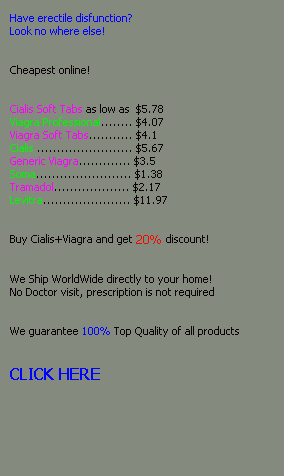 Have erectile disfunction?
Look no where else!
Cheapest online!
Cialis Soft Tabs as low as $5.78
........ $4.07
Viagra Soft Talbs........... $4.1
........................ $5.67
Generic Viagra............. $3.5
Soma........................ $1.38
Tramadol................... $2.17
...................... $11.97
Buy Cialis+Viagra and get 20% discount!
We Ship WorldWide directly to your home!
No Doctor visit, prescription is not required
We guarantee 100% Top Quality of all products
CLICK HERE